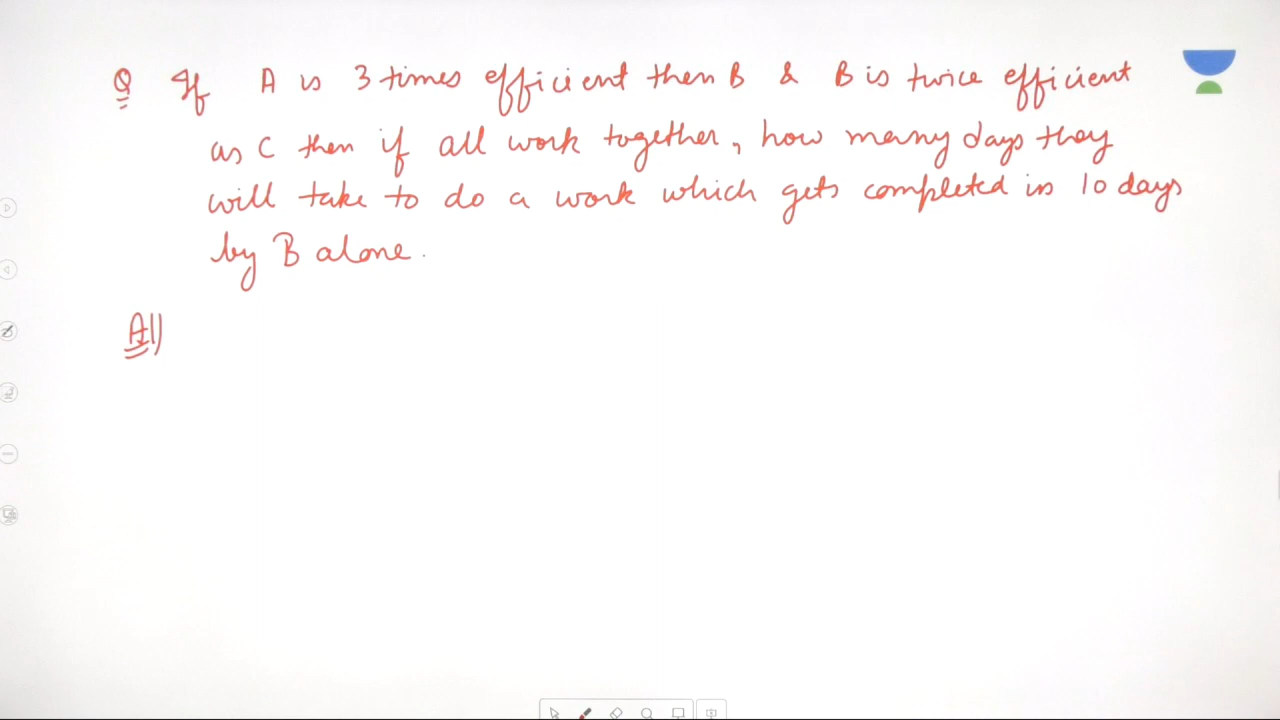 Q If A is 3 times efficient then B & B is twice efficient
as C then if all work together, how many days they
will take to do a work which gets completed in 10 days
by B alone.
A1)